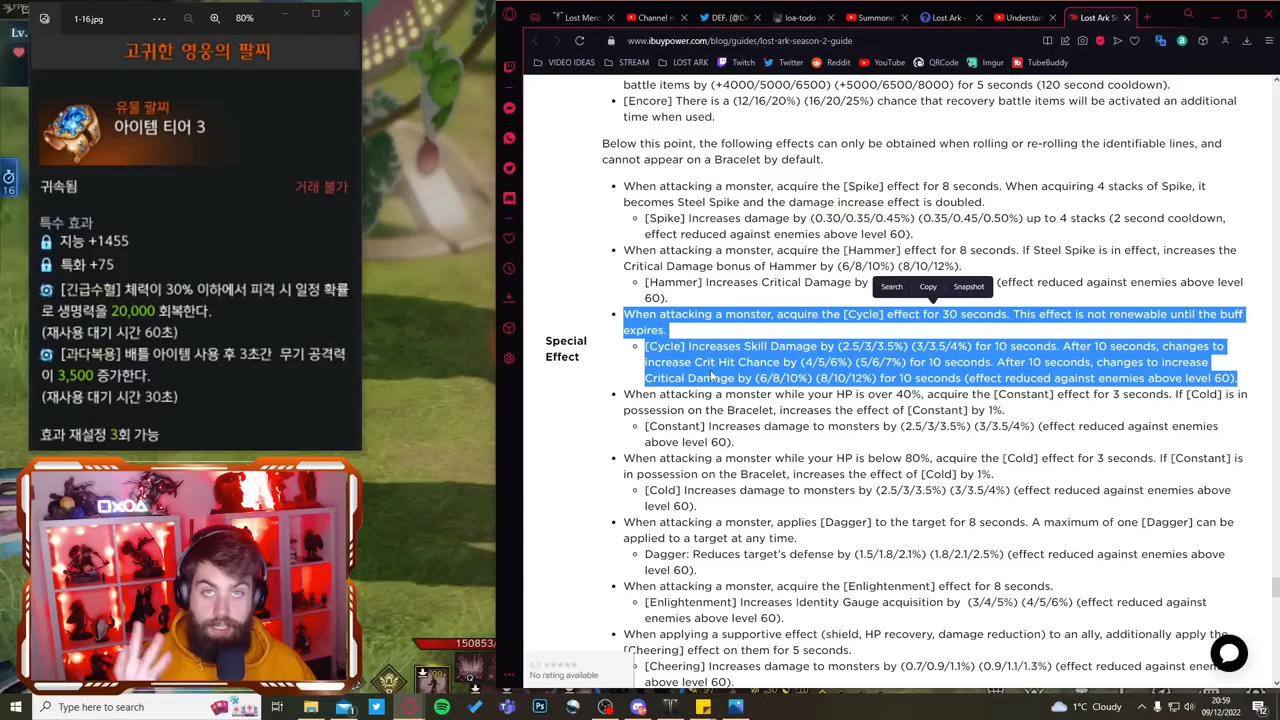 1-16.jpg
80%
고귀한 영웅의 팔찌
유물 팔찌
아이템 티어 3
귀속됨
거래 불가
특수 효과
지능 +1455
특화 +75
[긴급수혈] 체력이 30% 이하에서 피격 시 일정 확률
로 생명력을 20,000 회복한다.
(재사용 대기 시간 60초)
[과다복용] 배틀 아이템 사용 후 3초간 무기 공격력
이 3,500 증가한다.
(재사용 대기 시간 30초)
효과 재설정 3회 가능
Lv.
16
150853/
Lost Merc
Channel
DEF. (@De
loa-todo
Summone
Lost Ark -
Understan
Lost Ark S
www.ibuypower.com/blog/guides/lost-ark-season-2-guide
VIDEO IDEAS
STREAM
LOST ARK
Twitch
Twitter
Reddit
YouTube
QRCode
Imgur
TubeBuddy
battle items by (+4000/5000/6500) (+5000/6500/8000) for 5 seconds (120 second cooldown).
[Encore] There is a (12/16/20%) (16/20/25%) chance that recovery battle items will be activated an additional
time when used.
Below this point, the following effects can only be obtained when rolling or re-rolling the identifiable lines, and
cannot appear on a Bracelet by default.
When attacking a monster, acquire the [Spike] effect for 8 seconds. When acquiring 4 stacks of Spike, it
becomes Steel Spike and the damage increase effect is doubled.
[Spike] Increases damage by (0.30/0.35/0.45%) (0.35/0.45/0.50%) up to 4 stacks (2 second cooldown,
effect reduced against enemies above level 60).
When attacking a monster, acquire the [Hammer] effect for 8 seconds. If Steel Spike is in effect, increases the
Critical Damage bonus of Hammer by (6/8/10%) (8/10/12%).
[Hammer] Increases Critical Damage by
(effect reduced against enemies above level
60).
Search
Copy
Snapshot
When attacking a monster, acquire the [Cycle] effect for 30 seconds. This effect is not renewable until the buff
expires.
[Cycle] Increases Skill Damage by (2.5/3/3.5%) (3/3.5/4%) for 10 seconds. After 10 seconds, changes to
increase Crit Hit Chance by (4/5/6%) (5/6/7%) for 10 seconds. After 10 seconds, changes to increase
Critical Damage by (6/8/10%) (8/10/12%) for 10 seconds (effect reduced against enemies above level 60).
Special
Effect
When attacking a monster while your HP is over 40%, acquire the [Constant] effect for 3 seconds. If [Cold] is in
possession on the Bracelet, increases the effect of [Constant] by 1%.
[Constant] Increases damage to monsters by (2.5/3/3.5%) (3/3.5/4%) (effect reduced against enemies
above level 60).
When attacking a monster while your HP is below 80%, acquire the [Cold] effect for 3 seconds. If [Constant] is
in possession on the Bracelet, increases the effect of [Cold] by 1%.
[Cold] Increases damage to monsters by (2.5/3/3.5%) (3/3.5/4%) (effect reduced against enemies above
level 60).
When attacking a monster, applies [Dagger] to the target for 8 seconds. A maximum of one [Dagger] can be
applied to a target at any time.
Dagger: Reduces target's defense by (1.5/1.8/2.1%) (1.8/2.1/2.5%) (effect reduced against enemies above
level 60).
When attacking a monster, acquire the [Enlightenment] effect for 8 seconds.
[Enlightenment] Increases Identity Gauge acquisition by (3/4/5%) (4/5/6%) (effect reduced against
enemies above level 60).
When applying a supportive effect (shield, HP recovery, damage reduction) to an ally, additionally apply the
[Cheering] effect on them for 5 seconds.
[Cheering] Increases damage to monsters by (0.7/0.9/1.1%) (0.9/1.1/1.3%) (effect reduced against
above level 60).
0.0
No rating available
Type here to search
1°C Cloudy
20:59
09/12/2022